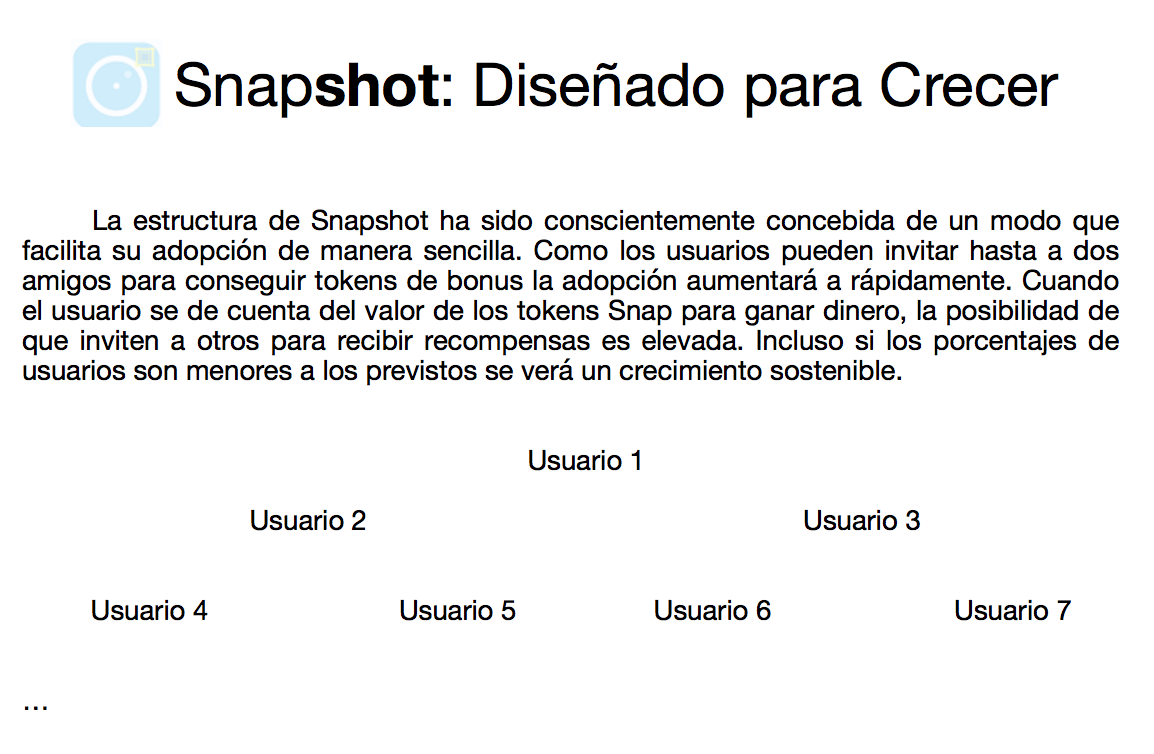 Snapshot: Diseñado para Crecer
La estructura de Snapshot ha sido conscientemente concebida de un modo que
facilita su adopción de manera sencilla. Como los usuarios pueden invitar hasta a dos
amigos para conseguir tokens de bonus la adopción aumentará a rápidamente. Cuando
el usuario se de cuenta del valor de los tokens Snap para ganar dinero, la posibilidad de
que inviten a otros para recibir recompensas es elevada. Incluso si los porcentajes de
usuarios son menores a los previstos se verá un crecimiento sostenible.
Usuario 1
Usuario 2 Usuario 3
Usuario 4 Usuario 5 Usuario 6 Usuario 7
...